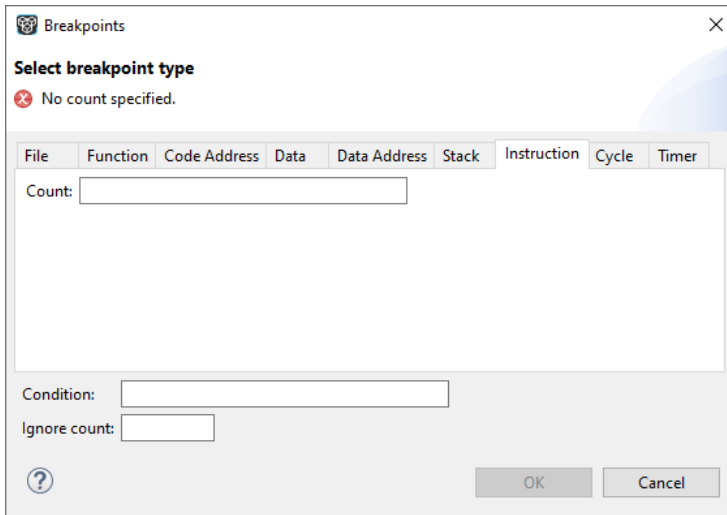 Breakpoints
Select breakpoint type
No count specified.
File Function Code Address Data Data Address Stack Instruction Cycle Timer
Count:
Condition:
Ignore count:
? OK Cancel